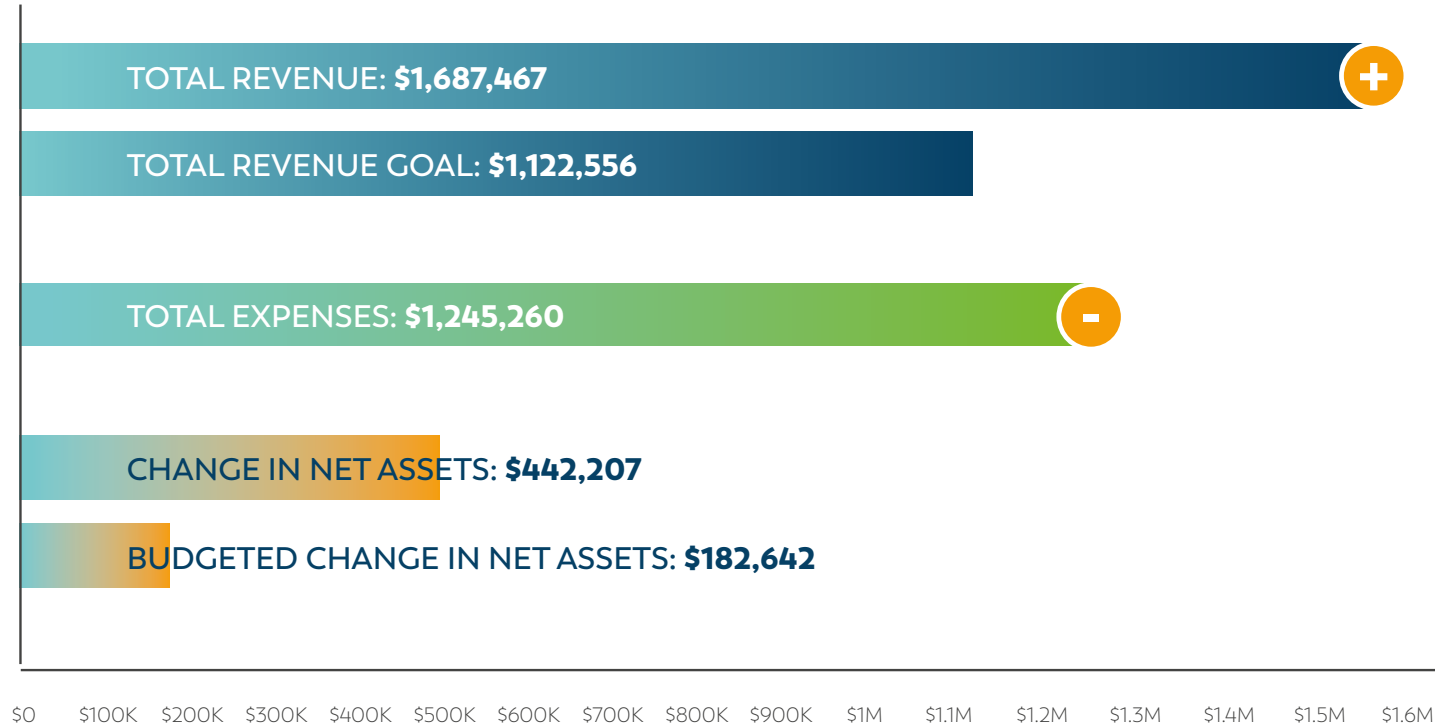 TOTAL REVENUE: $1,687,467
+
TOTAL REVENUE GOAL: $1,122,556
TOTAL EXPENSES: $1,245,260
-
CHANGE IN NET ASSETS: $442,207
BUDGETED CHANGE IN NET ASSETS: $182,642
$0 $100K $200K $300K $400K $500K $600K $700K $800K $900K $1M $1.1M $1.2M $1.3M $1.4M $1.5M $1.6M